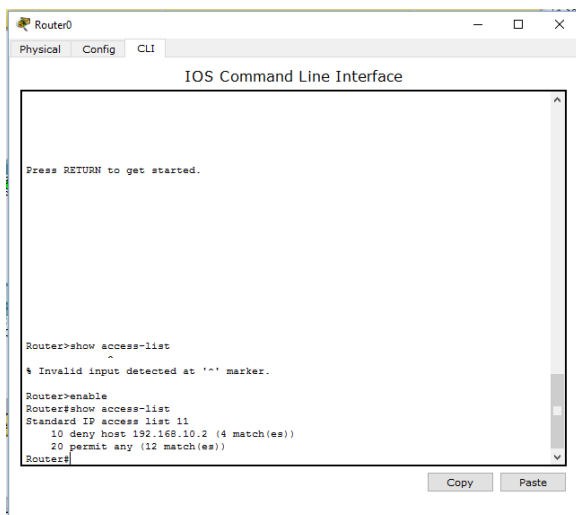 Router0
Physical Config CLI
IOS Command Line Interface
Press RETURN to get started.
Router>show access-list
^
% Invalid input detected at '^' marker.
Router>enable
Router#show access-list
Standard IP access list 11
10 deny host 192.168.10.2 (4 match(es))
20 permit any (12 match(es))
Router#
Copy Paste